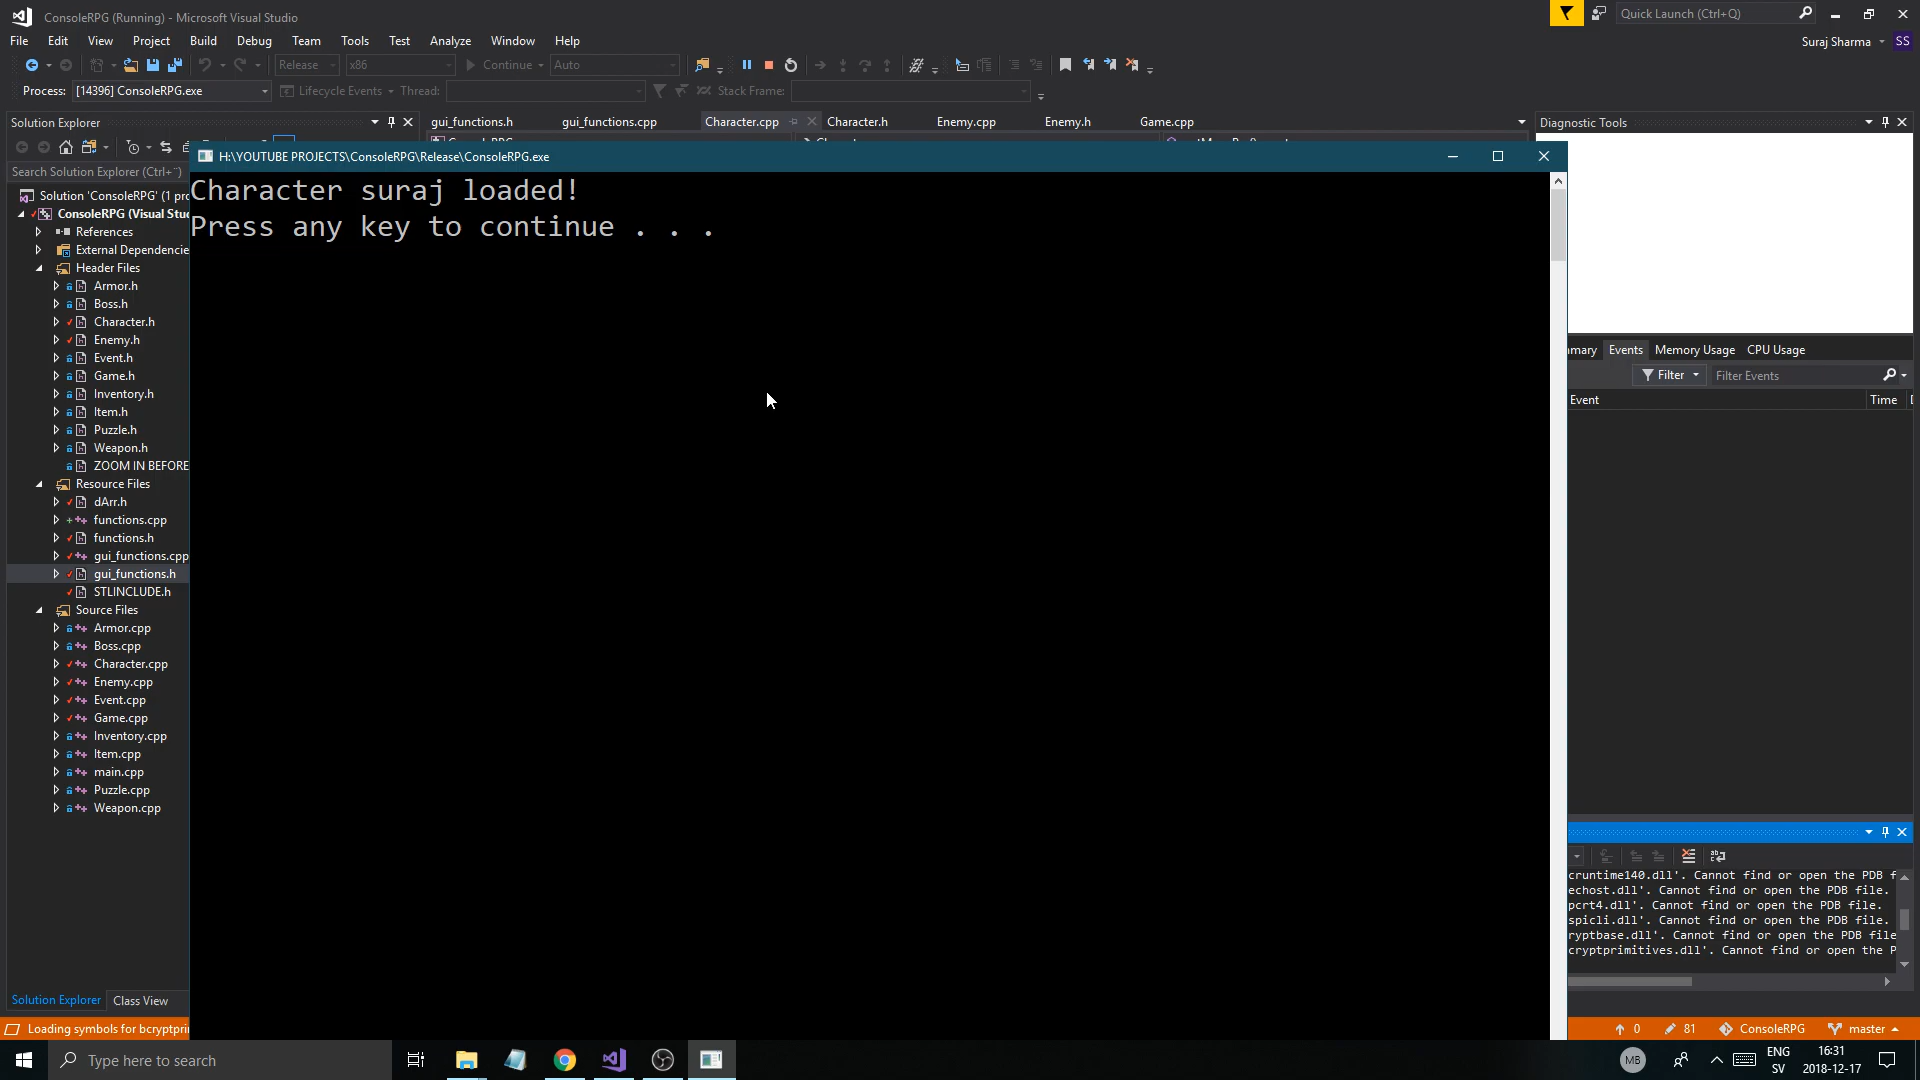 ConsoleRPG (Running) - Microsoft Visual Studio
Quick Launch (Ctrl+Q)
File Edit View Project Build Debug Team Tools Test Analyze Window Help
Suraj Sharma SS
Release x86 Continue Auto
Process: [14396] ConsoleRPG.exe Lifecycle Events Thread: Stack Frame:
Solution Explorer
gui_functions.h gui_functions.cpp Character.cpp Character.h Enemy.cpp Enemy.h Game.cpp
Diagnostic Tools
H:\YOUTUBE PROJECTS\ConsoleRPG\Release\ConsoleRPG.exe
Search Solution Explorer (Ctrl+¨)
Character suraj loaded!
Press any key to continue . . .
Solution 'ConsoleRPG' (1 pro
ConsoleRPG (Visual Stu
References
External Dependencie
Header Files
Armor.h
Boss.h
Character.h
Enemy.h
Event.h
Game.h
Inventory.h
Item.h
Puzzle.h
Weapon.h
ZOOM IN BEFORE
Resource Files
dArr.h
functions.cpp
functions.h
gui_functions.cpp
gui_functions.h
STLINCLUDE.h
Source Files
Armor.cpp
Boss.cpp
Character.cpp
Enemy.cpp
Event.cpp
Game.cpp
Inventory.cpp
Item.cpp
main.cpp
Puzzle.cpp
Weapon.cpp
mmary Events Memory Usage CPU Usage
Filter Filter Events
Event Time
cruntime140.dll'. Cannot find or open the PDB f
echost.dll'. Cannot find or open the PDB file.
pcrt4.dll'. Cannot find or open the PDB file.
spicli.dll'. Cannot find or open the PDB file.
ryptbase.dll'. Cannot find or open the PDB file
cryptprimitives.dll'. Cannot find or open the P
Solution Explorer Class View
Loading symbols for bcryptpri
0 81 ConsoleRPG master
Type here to search
MB
ENG
SV
16:31
2018-12-17